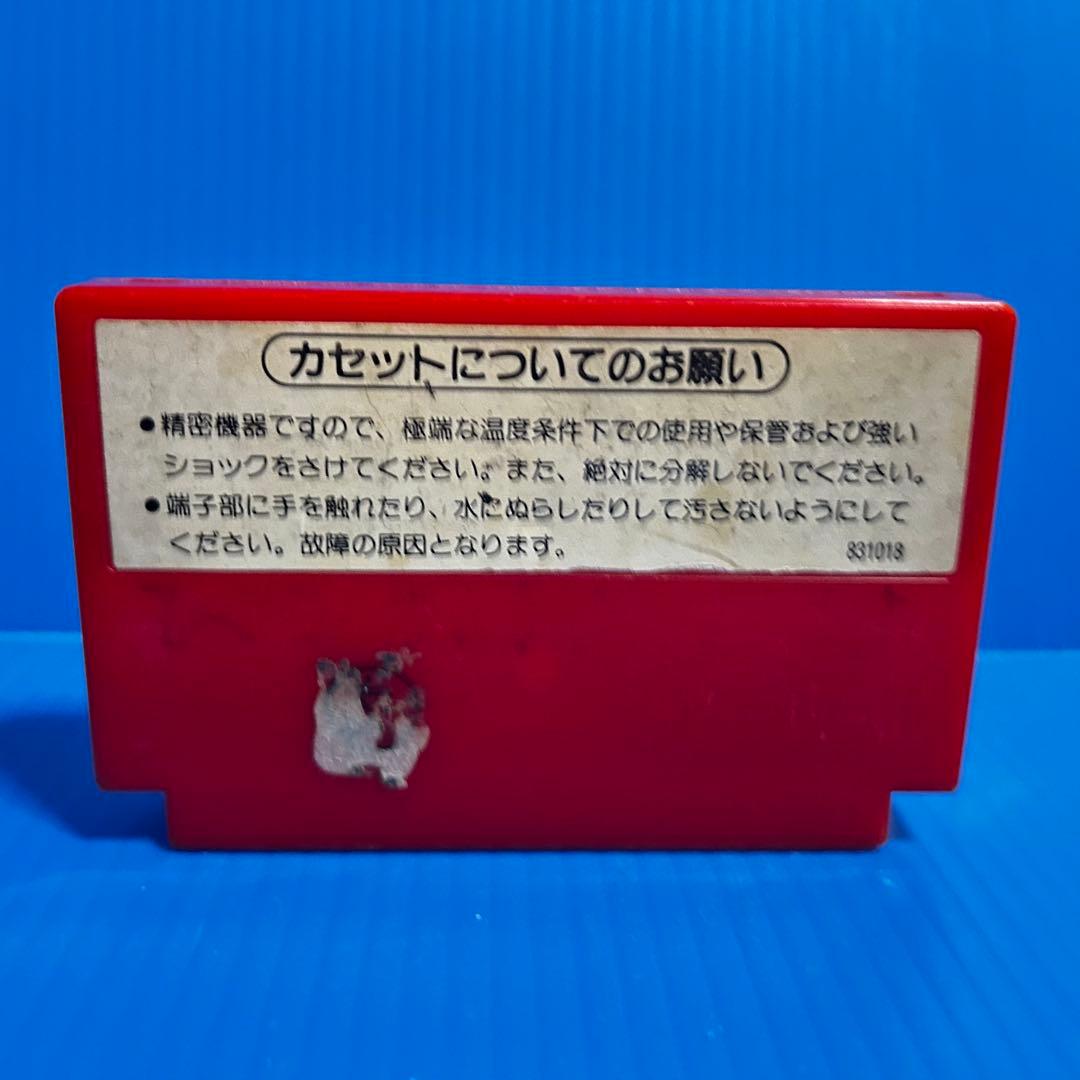 カセットについてのお願い
●精密機器ですので、極端な温度条件下での使用や保管および強い
ショックをさけてください。また、絶対に分解しないでください。
●端子部に手を触れたり、水にぬらしたりして汚さないようにして
ください。故障の原因となります。
831018